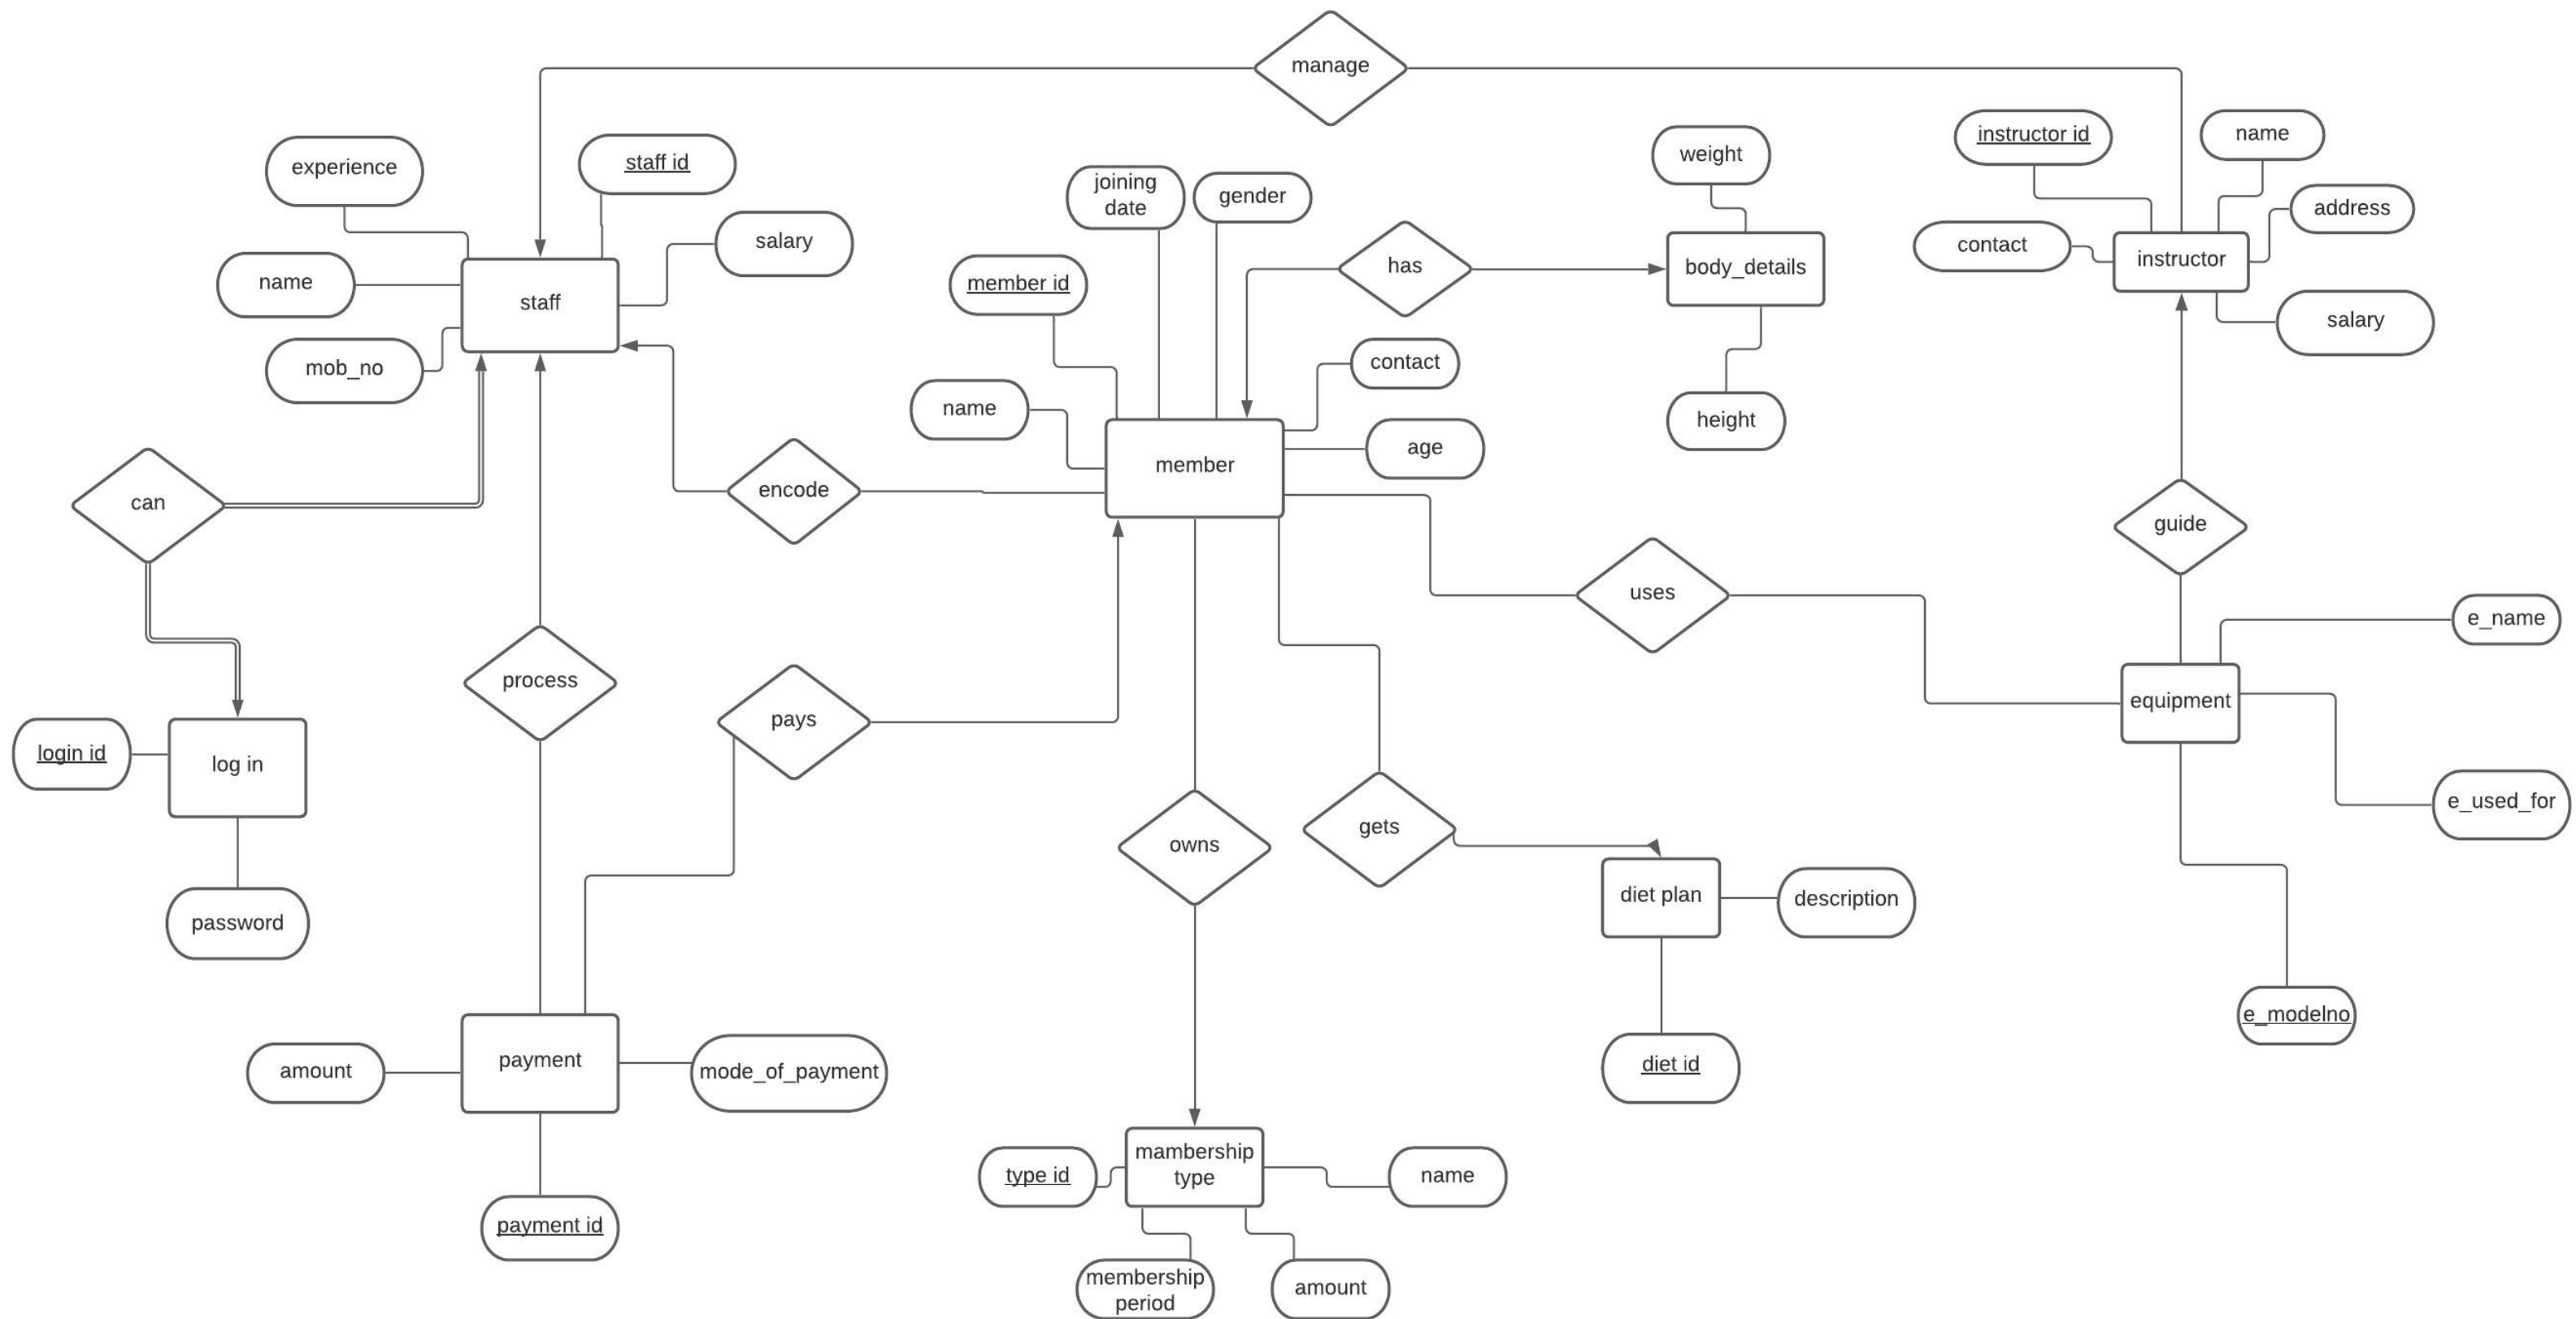 manage
experience
staff id
name
salary
staff
mob_no
joining
date
gender
member id
name
contact
age
member
has
weight
body_details
height
instructor id
name
address
contact
instructor
salary
can
encode
guide
uses
process
pays
owns
gets
e_name
equipment
e_used_for
e_modelno
login id
log in
password
diet plan
description
diet id
amount
payment
mode_of_payment
payment id
type id
mambership
type
name
membership
period
amount